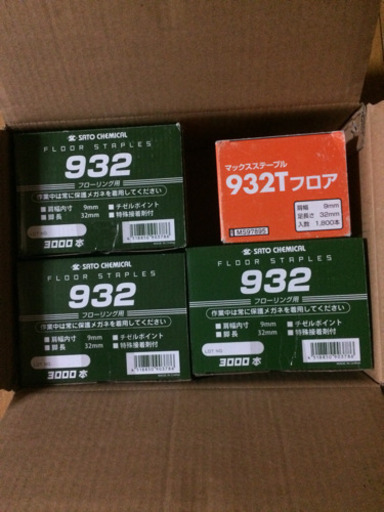 SATO CHEMICAL
FLOOR STAPLES
932
フローリング用
作業中は常に保護メガネを着用してください
■肩幅内寸 9mm ■チゼルポイント
■脚長 32mm ■特殊接着剤付
3000本
マックスステープル
932Tフロア
肩幅 9mm
足長さ 32mm
入数 1,800本
MS97895
SATO CHEMICAL
FLOOR STAPLES
932
フローリング用
作業中は常に保護メガネを着用してください
■肩幅内寸 9mm ■チゼルポイント
■脚長 32mm ■特殊接着剤付
3000本
SATO CHEMICAL
FLOOR STAPLES
932
フローリング用
作業中は常に保護メガネを着用してください
■肩幅内寸 9mm ■チゼルポイント
■脚長 32mm ■特殊接着剤付
LOT NO.
3000本